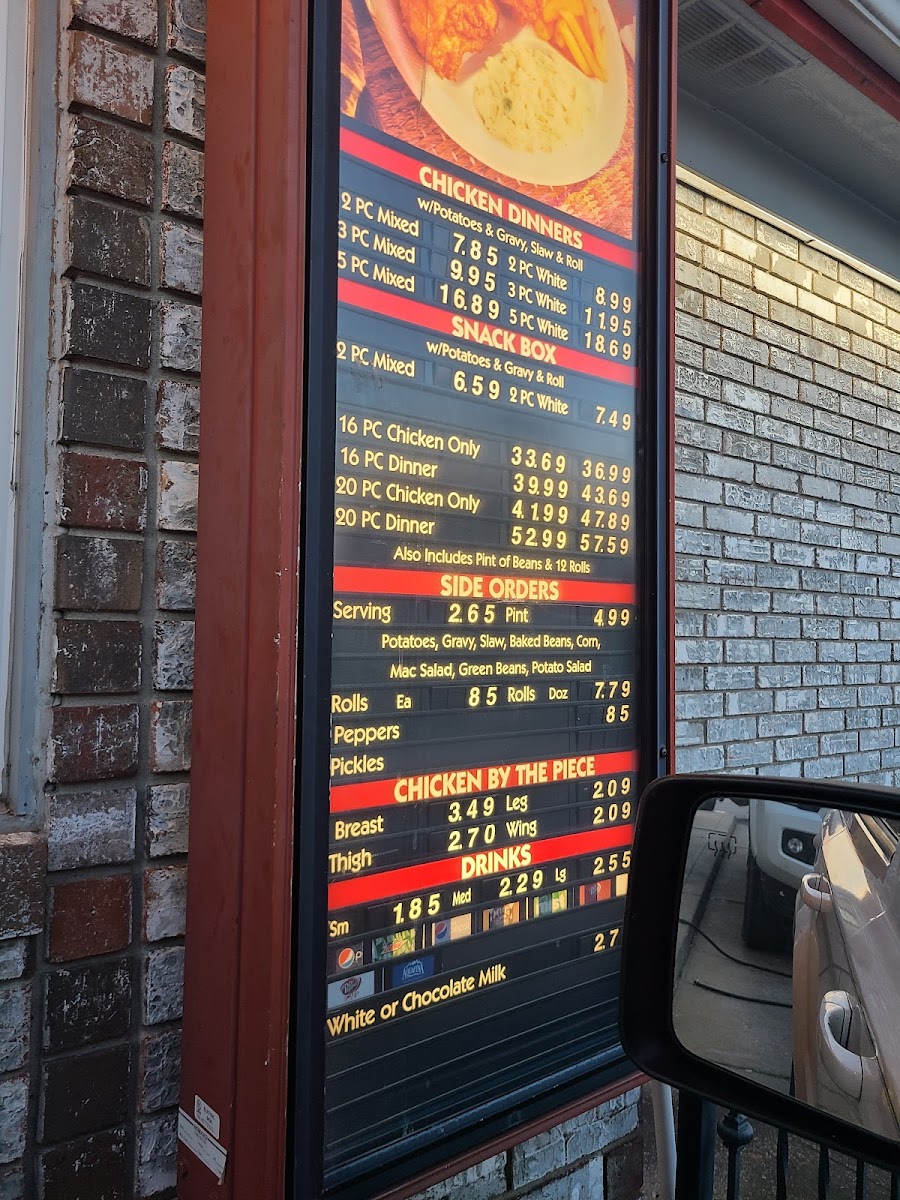 CHICKEN DINNERS
w/Potatoes & Gravy, Slaw & Roll
2 PC Mixed 7.85 2 PC White 8.99
3 PC Mixed 9.95 3 PC White 11.95
5 PC Mixed 16.89 5 PC White 18.69
SNACK BOX
w/Potatoes & Gravy & Roll
2 PC Mixed 6.59 2 PC White 7.49
16 PC Chicken Only 33.69 36.99
16 PC Dinner 39.99 43.69
20 PC Chicken Only 41.99 47.89
20 PC Dinner 52.99 57.59
Also Includes Pint of Beans & 12 Rolls
SIDE ORDERS
Serving 2.65 Pint 4.99
Potatoes, Gravy, Slaw, Baked Beans, Corn,
Mac Salad, Green Beans, Potato Salad
Rolls Ea 85 Rolls Doz 7.79
Peppers 85
Pickles
CHICKEN BY THE PIECE
Breast 3.49 Leg 2.09
Thigh 2.70 Wing 2.09
DRINKS
Sm 1.85 Med 2.29 Lg 2.55
White or Chocolate Milk 2.7